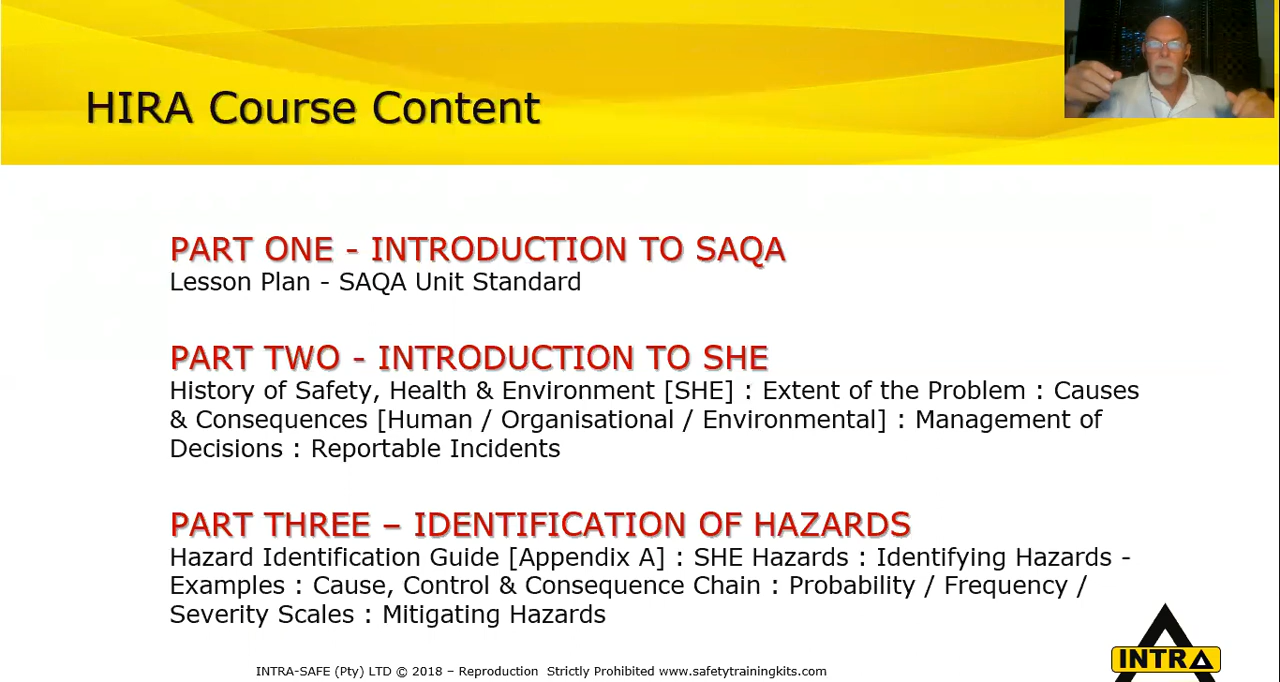 HIRA Course Content
PART ONE - INTRODUCTION TO SAQA
Lesson Plan - SAQA Unit Standard
PART TWO - INTRODUCTION TO SHE
History of Safety, Health & Environment [SHE] : Extent of the Problem : Causes
& Consequences [Human / Organisational / Environmental] : Management of
Decisions : Reportable Incidents
PART THREE – IDENTIFICATION OF HAZARDS
Hazard Identification Guide [Appendix A] : SHE Hazards : Identifying Hazards -
Examples : Cause, Control & Consequence Chain : Probability / Frequency /
Severity Scales : Mitigating Hazards
INTRA-SAFE (Pty) LTD © 2018 – Reproduction Strictly Prohibited www.safetytrainingkits.com
INTRA